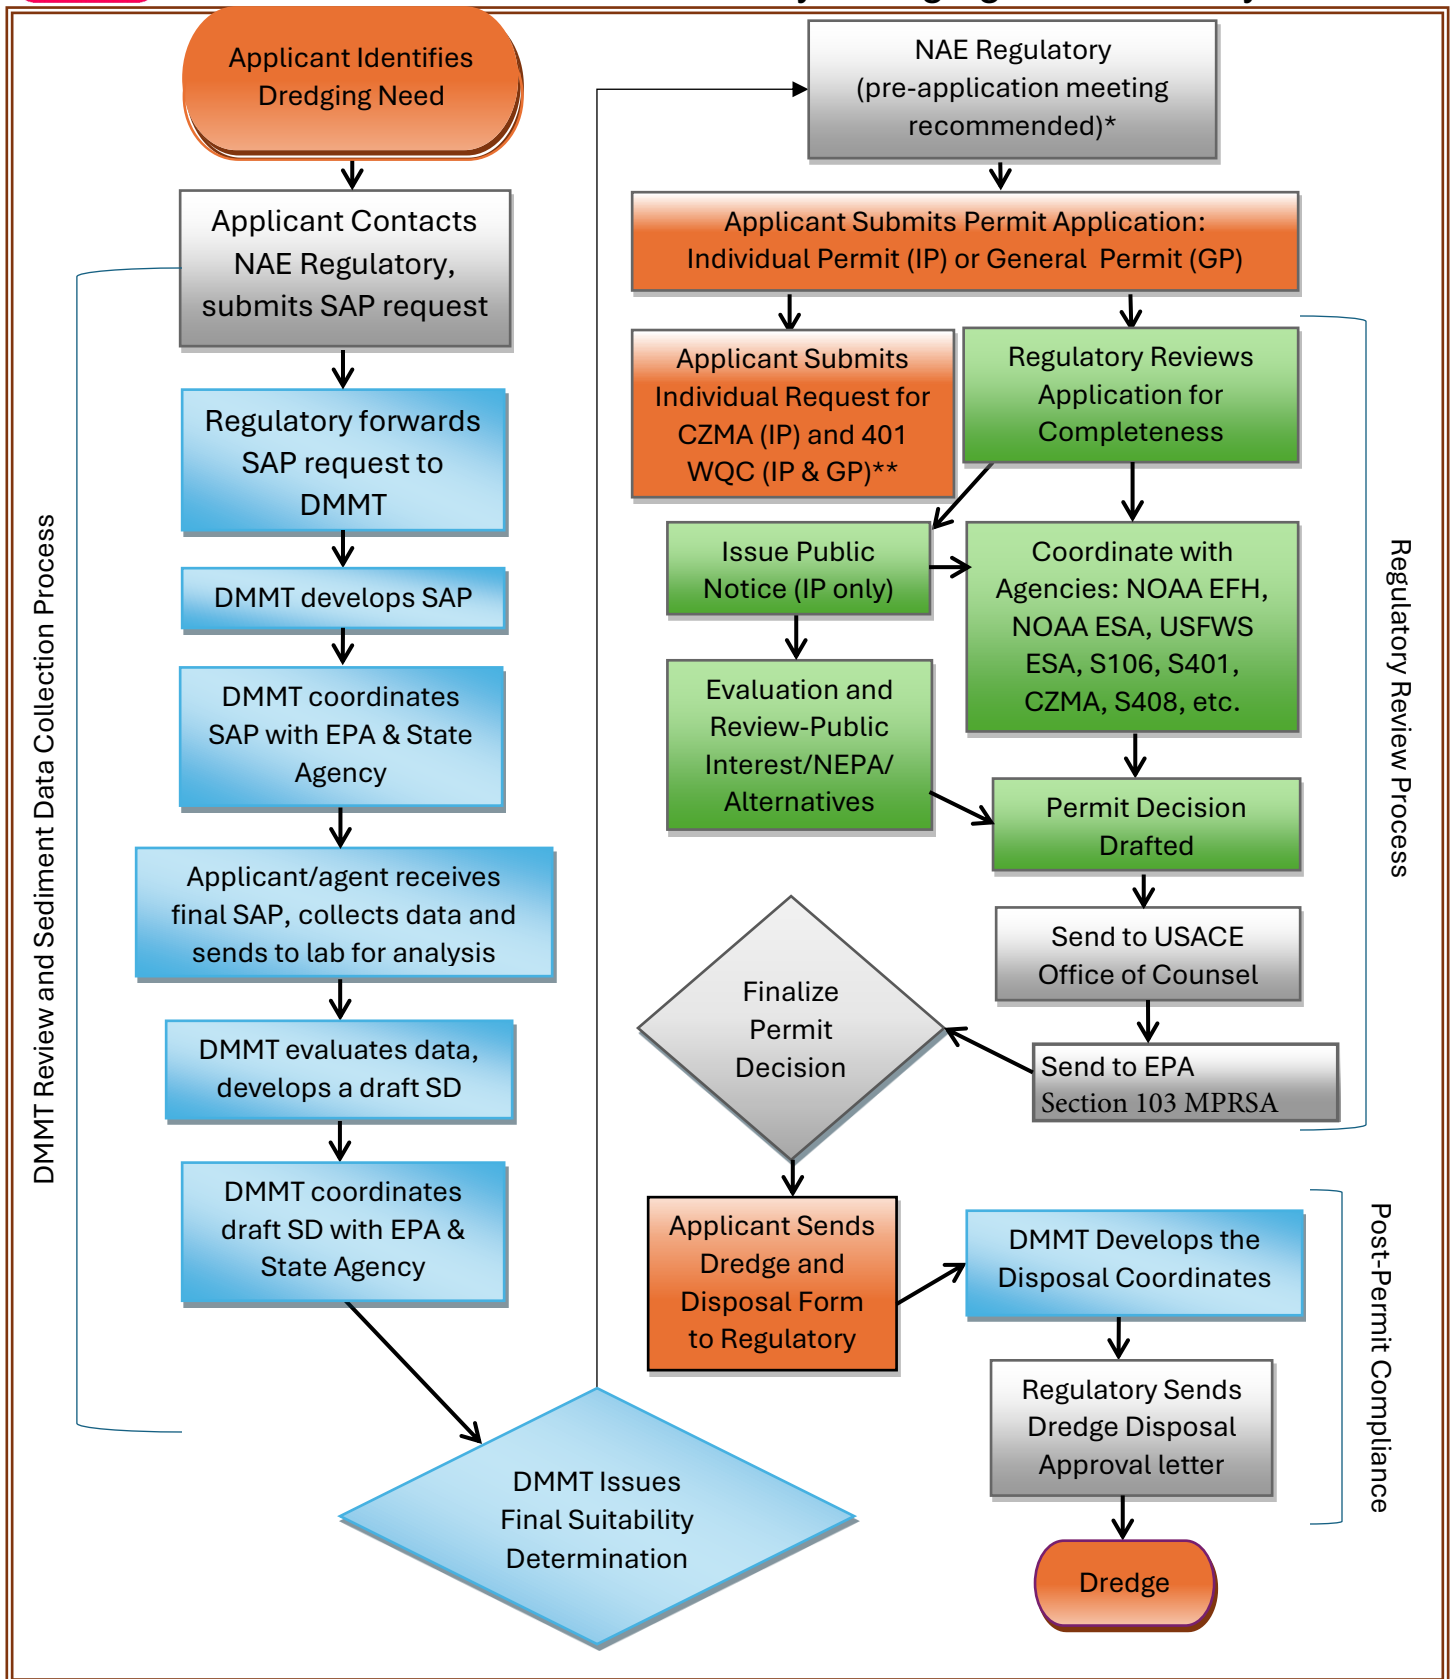 Applicant Identifies
Dredging Need
Applicant Contacts
NAE Regulatory,
submits SAP request
Regulatory forwards
SAP request to
DMMT
DMMT develops SAP
DMMT coordinates
SAP with EPA & State
Agency
Applicant/agent receives
final SAP, collects data and
sends to lab for analysis
DMMT evaluates data,
develops a draft SD
DMMT coordinates
draft SD with EPA &
State Agency
DMMT Issues
Final Suitability
Determination
DMMT Review and Sediment Data Collection Process
NAE Regulatory
(pre-application meeting
recommended)*
Applicant Submits Permit Application:
Individual Permit (IP) or General Permit (GP)
Applicant Submits
Individual Request for
CZMA (IP) and 401
WQC (IP & GP)**
Regulatory Reviews
Application for
Completeness
Issue Public
Notice (IP only)
Coordinate with
Agencies: NOAA EFH,
NOAA ESA, USFWS
ESA, S106, S401,
CZMA, S408, etc.
Evaluation and
Review-Public
Interest/NEPA/
Alternatives
Permit Decision
Drafted
Send to USACE
Office of Counsel
Send to EPA
Section 103 MPRSA
Finalize
Permit
Decision
Regulatory Review Process
Applicant Sends
Dredge and
Disposal Form
to Regulatory
DMMT Develops the
Disposal Coordinates
Regulatory Sends
Dredge Disposal
Approval letter
Dredge
Post-Permit Compliance